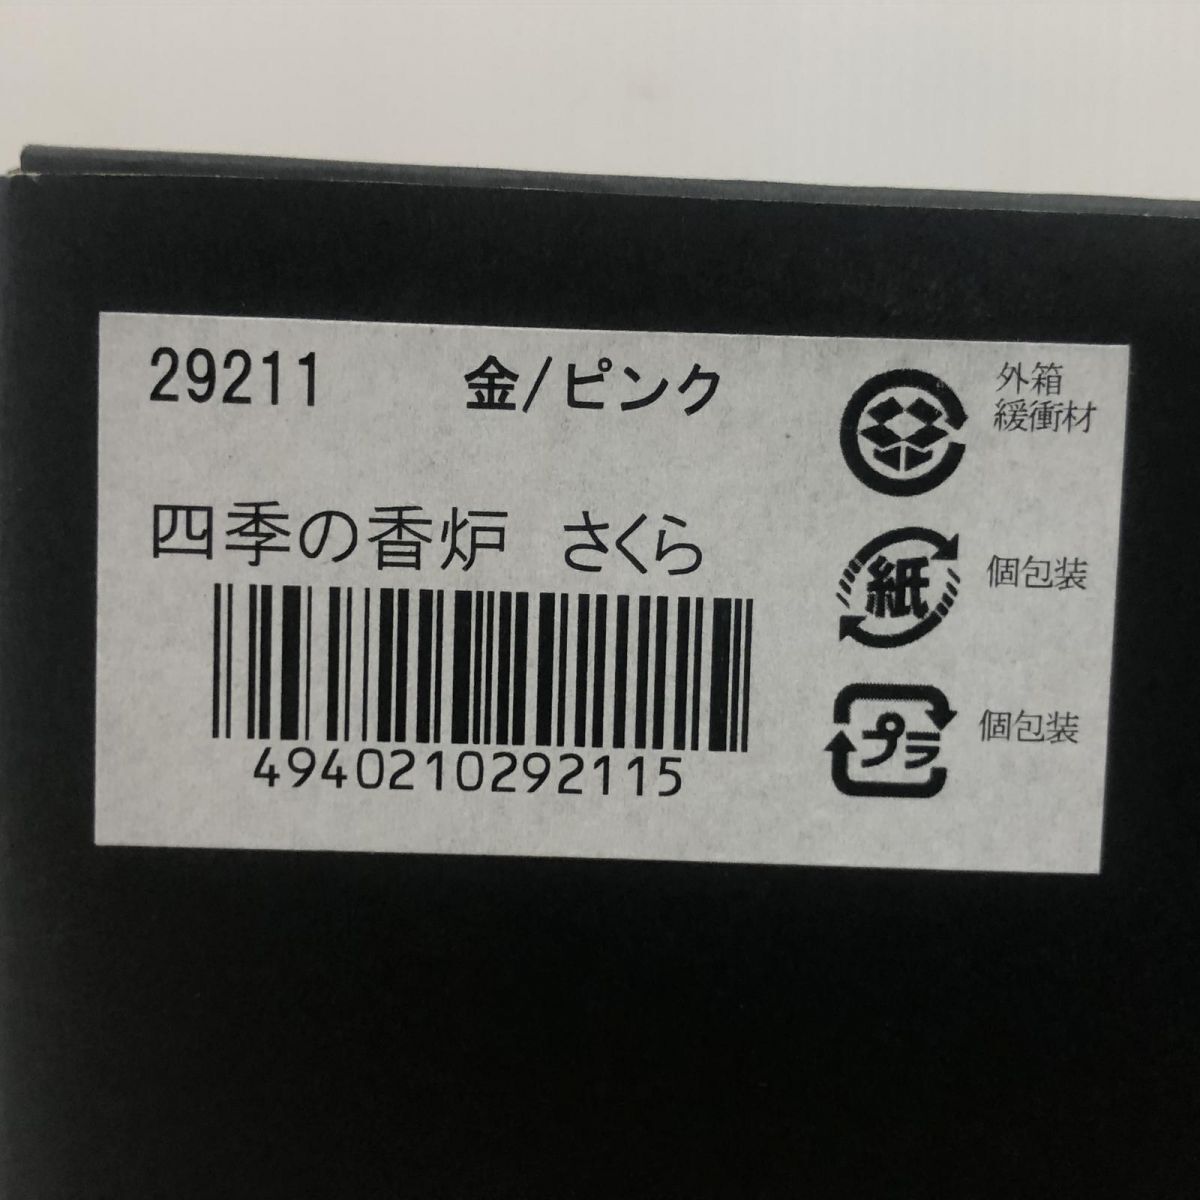 29211 金/ピンク
四季の香炉 さくら
4940210292115
外箱
緩衝材
紙 個包装
プラ 個包装